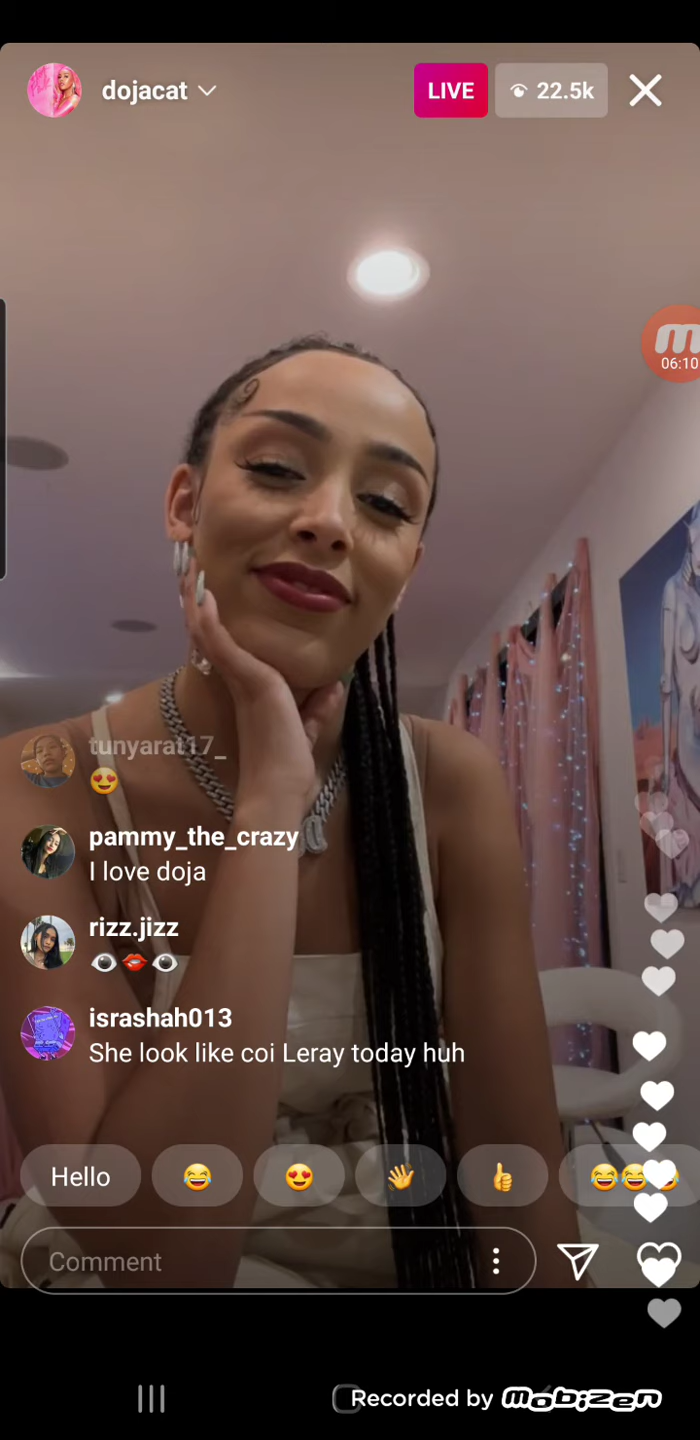 dojacat
LIVE
22.5k
06:10
tunyarat17_
😍
pammy_the_crazy
I love doja
rizz.jizz
👁️👄👁️
israshah013
She look like coi Leray today huh
Hello
😂
😍
👋
👍
Comment
Recorded by Mobizen